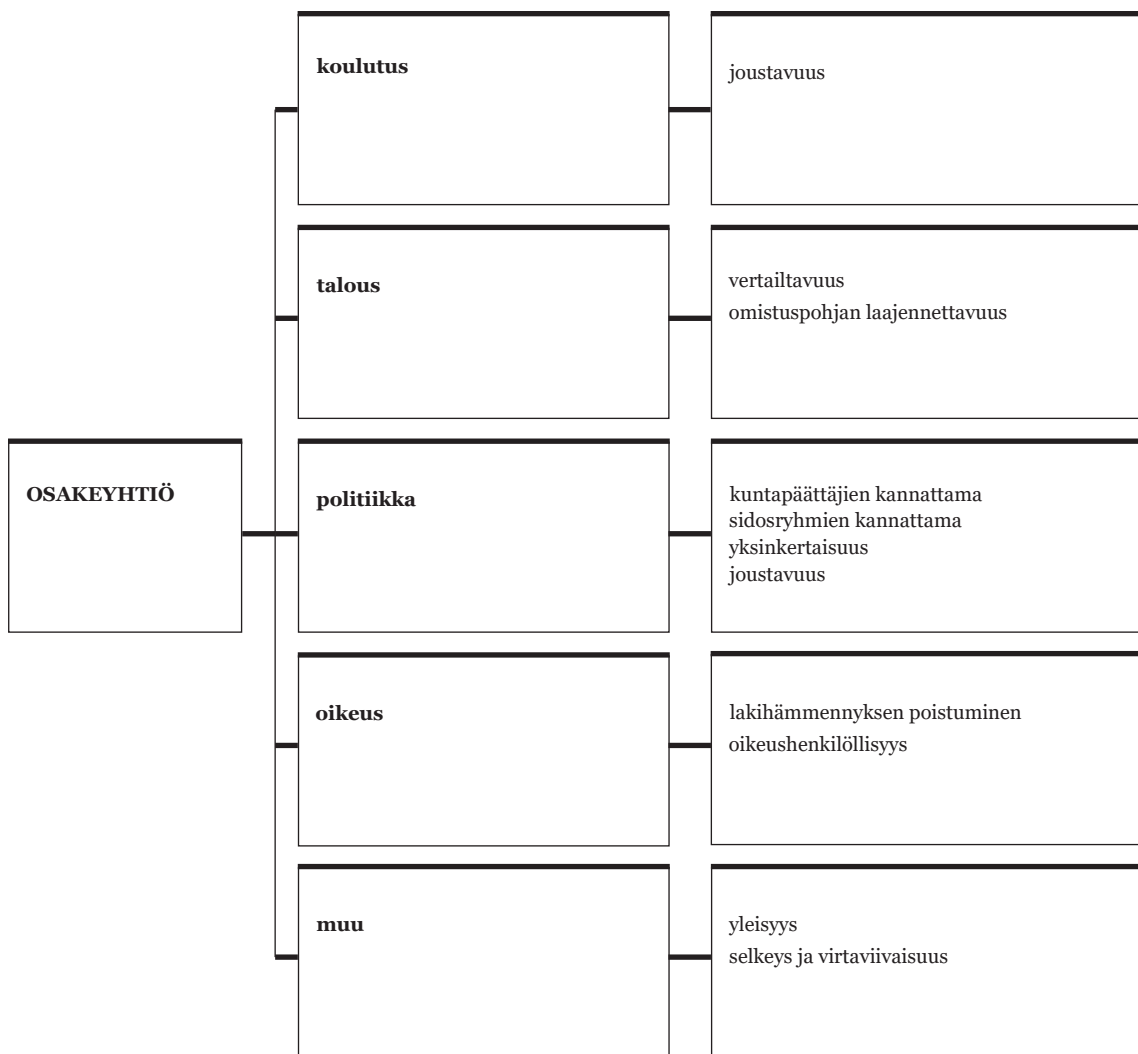 koulutus
joustavuus
talous
vertailtavuus
omistuspohjan laajennettavuus
OSAKEYHTIÖ
politiikka
kuntapäättäjien kannattama
sidosryhmien kannattama
yksinkertaisuus
joustavuus
oikeus
lakihämmennyksen poistuminen
oikeushenkilöllisyys
muu
yleisyys
selkeys ja virtaviivaisuus